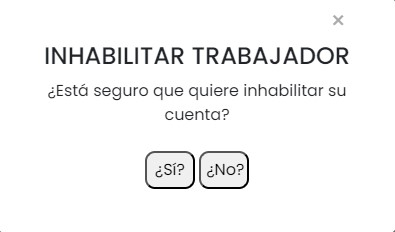 ×
INHABILITAR TRABAJADOR
¿Está seguro que quiere inhabilitar su
cuenta?
¿Sí? ¿No?